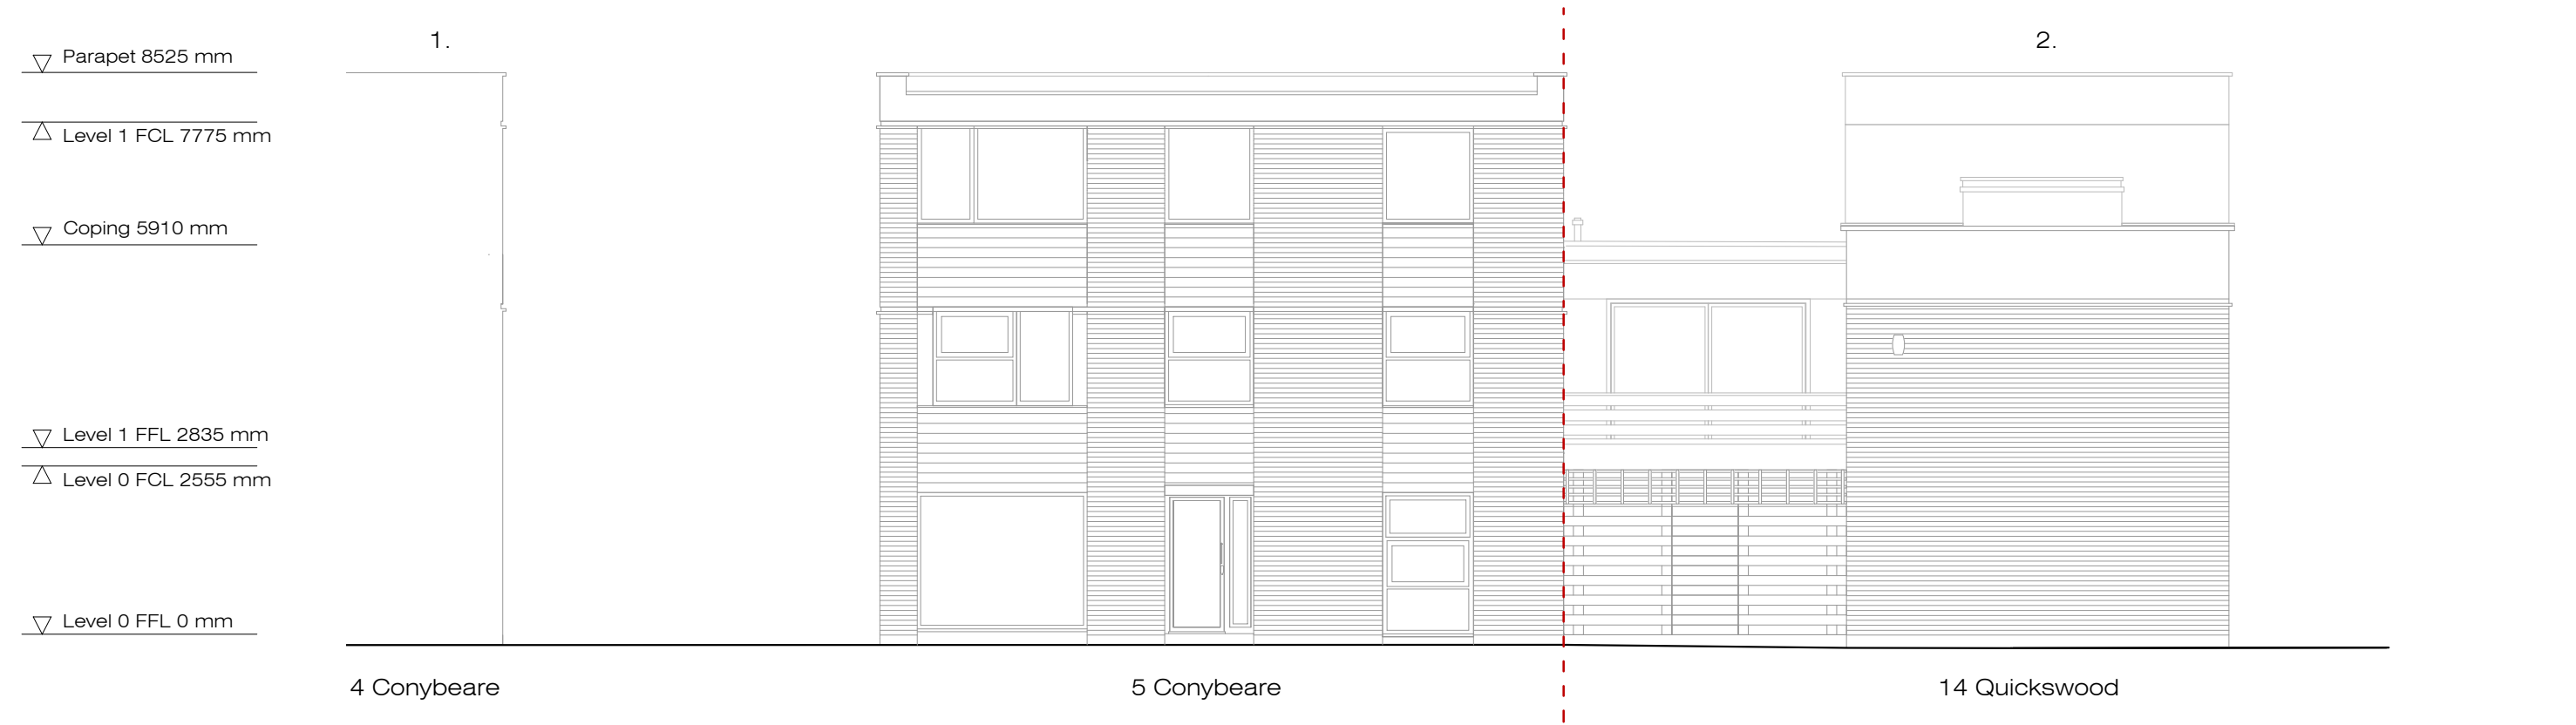 1.
2.
Parapet 8525 mm
Level 1 FCL 7775 mm
Coping 5910 mm
Level 1 FFL 2835 mm
Level 0 FCL 2555 mm
Level 0 FFL 0 mm
4 Conybeare
5 Conybeare
14 Quickswood